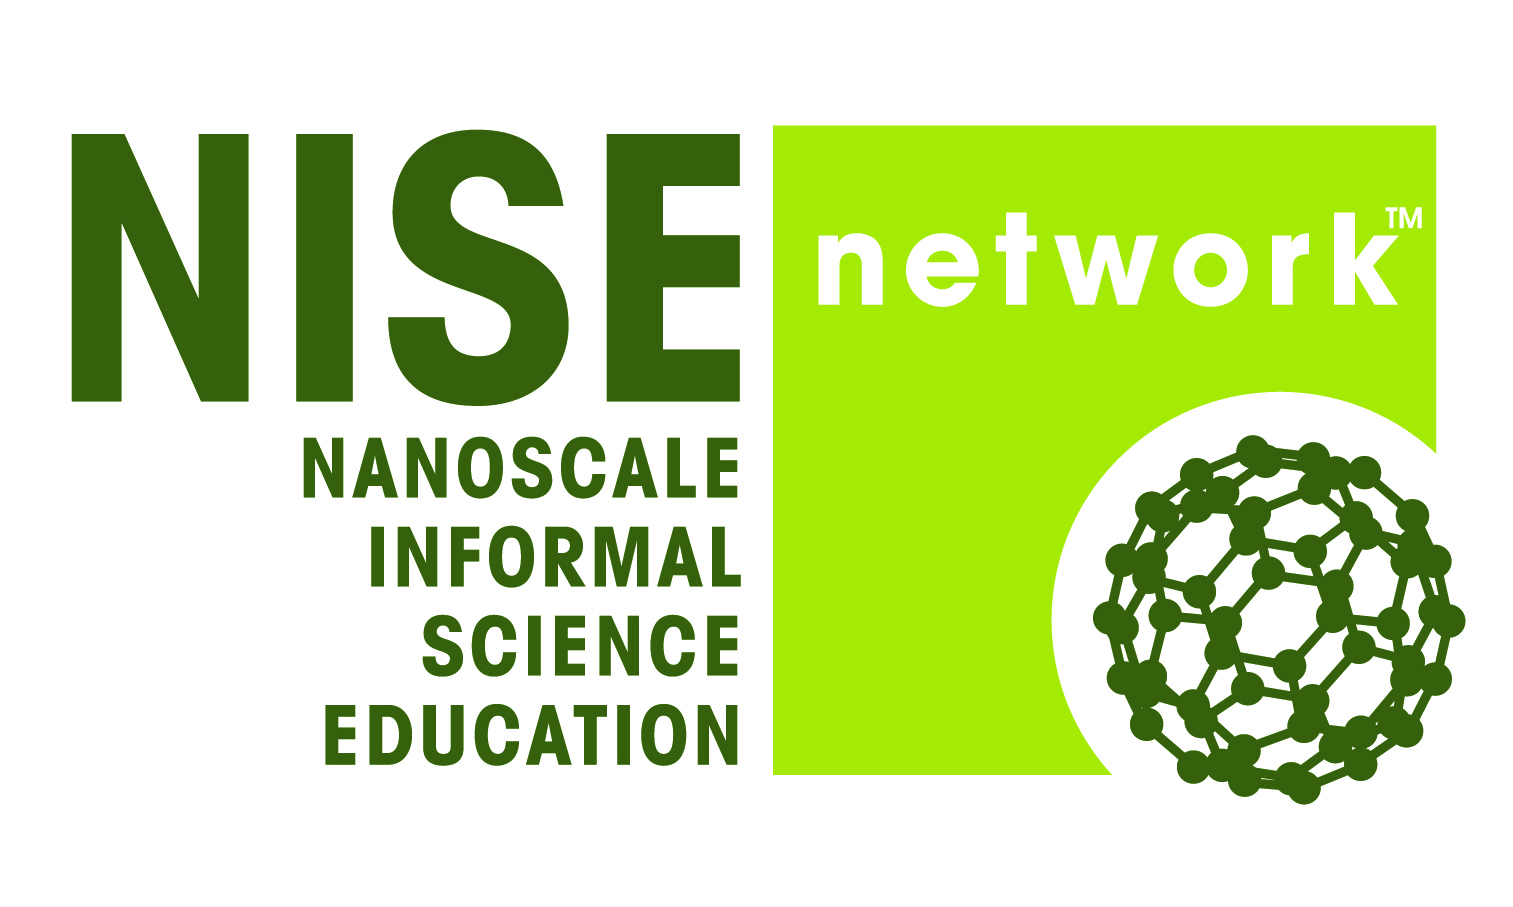 NISE
network™
NANOSCALE
INFORMAL
SCIENCE
EDUCATION